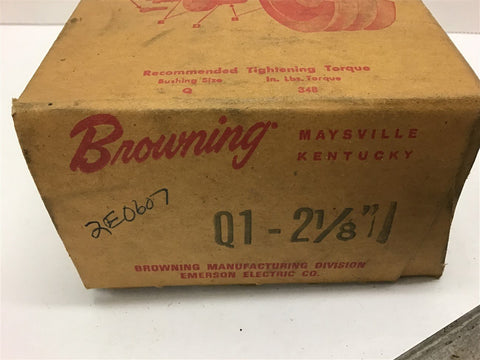 Recommended Tightening Torque
Bushing Size In. Lbs. Torque
Q 348
Browning®
MAYSVILLE
KENTUCKY
2E0607
Q1-2 1/8"
BROWNING MANUFACTURING DIVISION
EMERSON ELECTRIC CO.